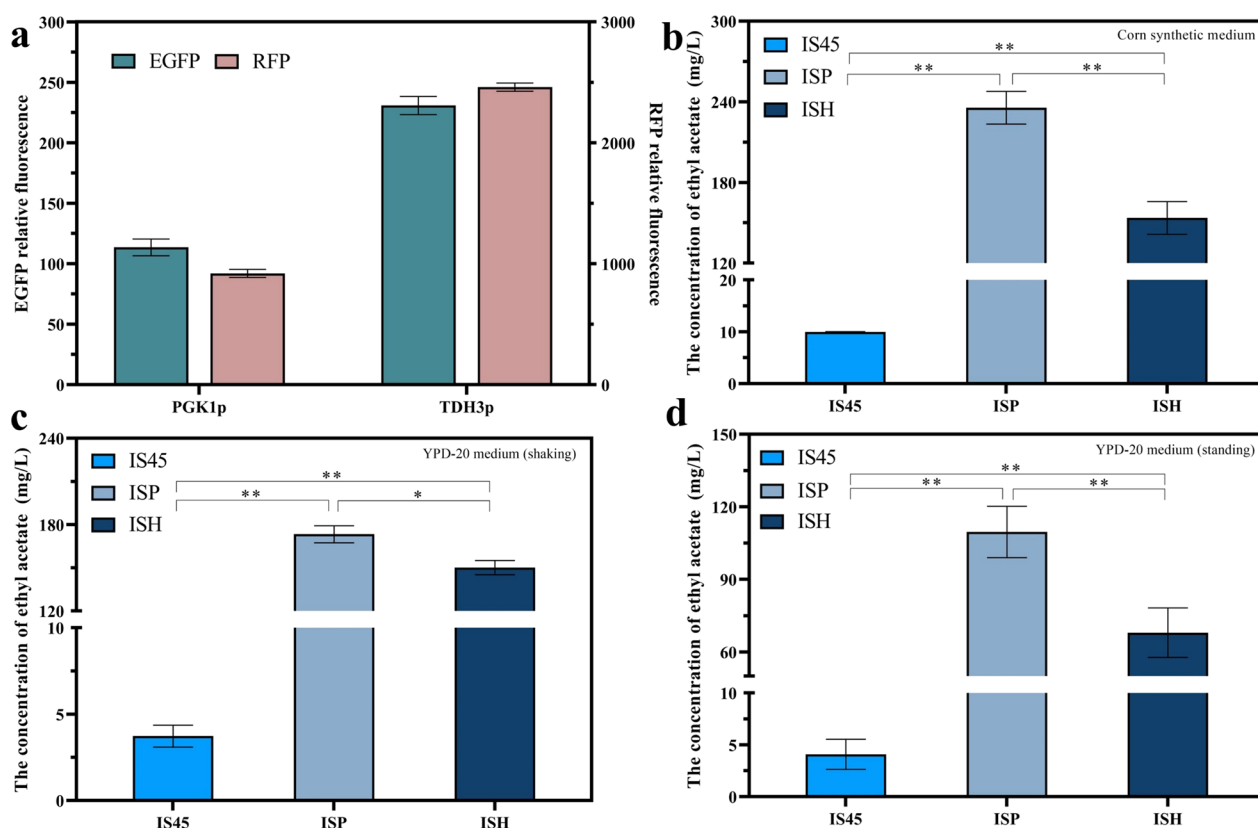 a
EGFP
RFP
EGFP relative fluorescence
300
250
200
150
100
50
0
RFP relative fluorescence
3000
2000
1000
0
PGK1p
TDH3p
b
Corn synthetic medium
IS45
ISP
ISH
The concentration of ethyl acetate (mg/L)
300
240
180
120
20
10
0
**
**
**
IS45
ISP
ISH
c
YPD-20 medium (shaking)
IS45
ISP
ISH
The concentration of ethyl acetate (mg/L)
240
180
120
10
5
0
**
**
*
IS45
ISP
ISH
d
YPD-20 medium (standing)
IS45
ISP
ISH
The concentration of ethyl acetate (mg/L)
150
120
90
60
10
5
0
**
**
**
IS45
ISP
ISH